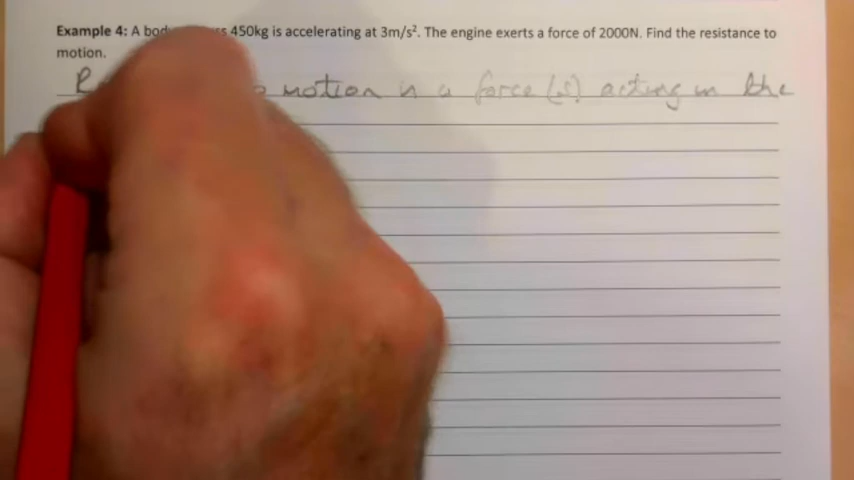 Example 4: A 450kg is accelerating at 3m/s². The engine exerts a force of 2000N. Find the resistance to
motion.
motion is a force (s) acting in the